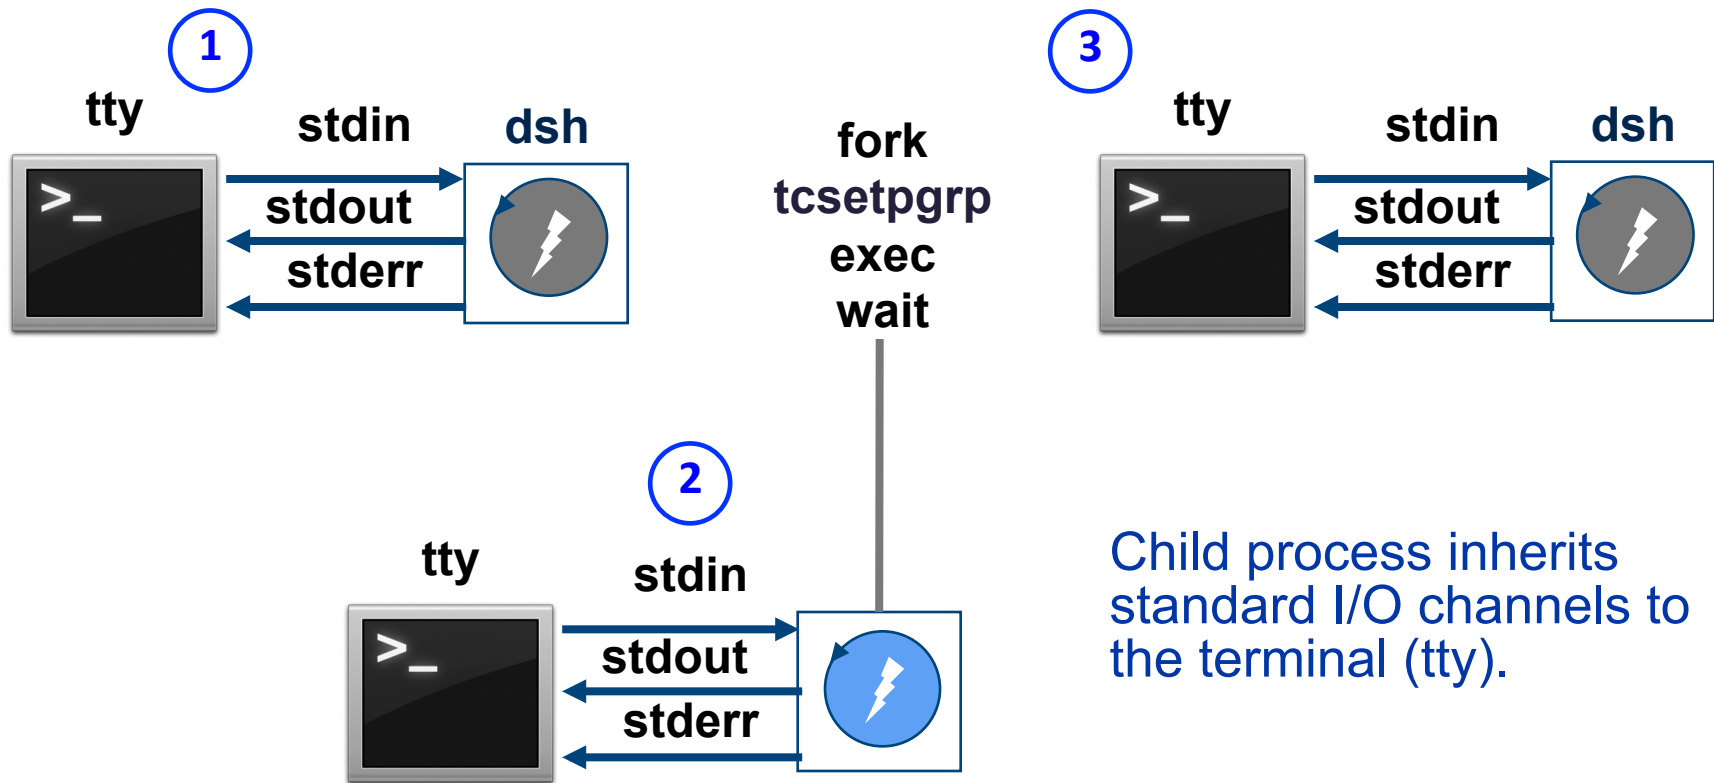 1
tty
stdin
dsh
>_
stdout
stderr
fork
tcsetpgrp
exec
wait
3
tty
stdin
dsh
>_
stdout
stderr
2
tty
stdin
>_
stdout
stderr
Child process inherits
standard I/O channels to
the terminal (tty).